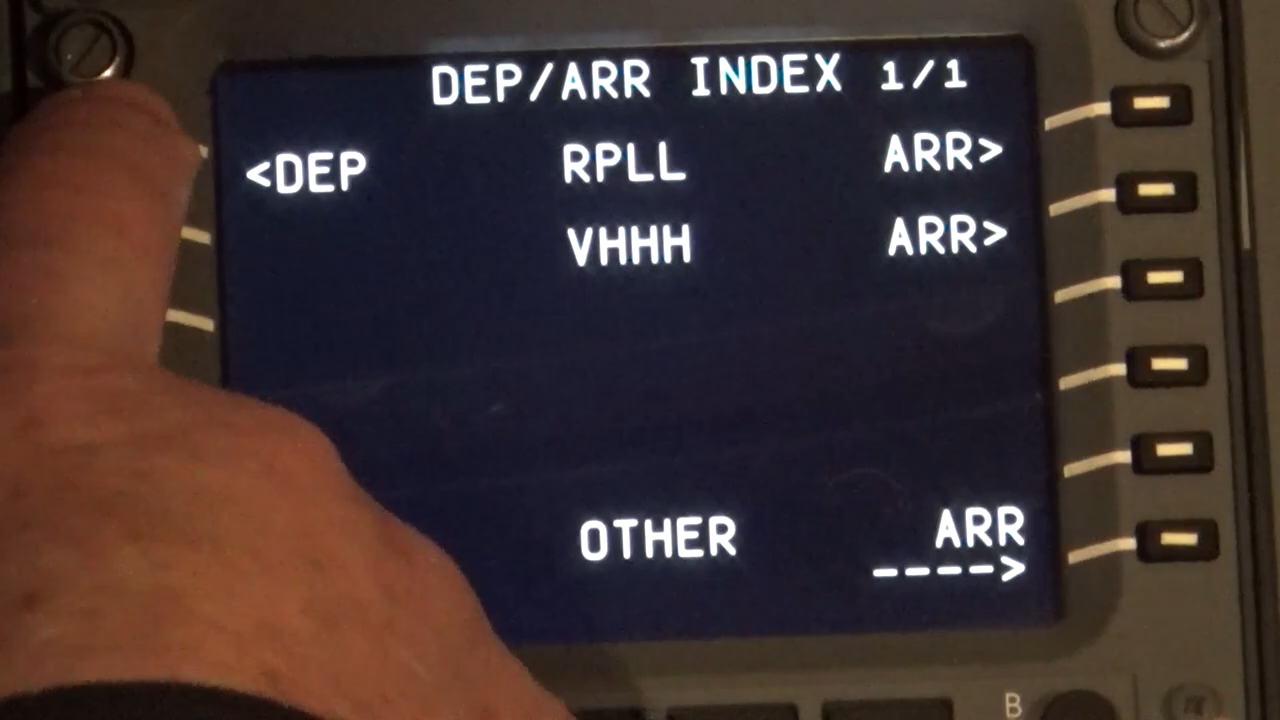 DEP/ARR INDEX 1/1
<DEP RPLL ARR>
VHHH ARR>
OTHER ARR
---->
B